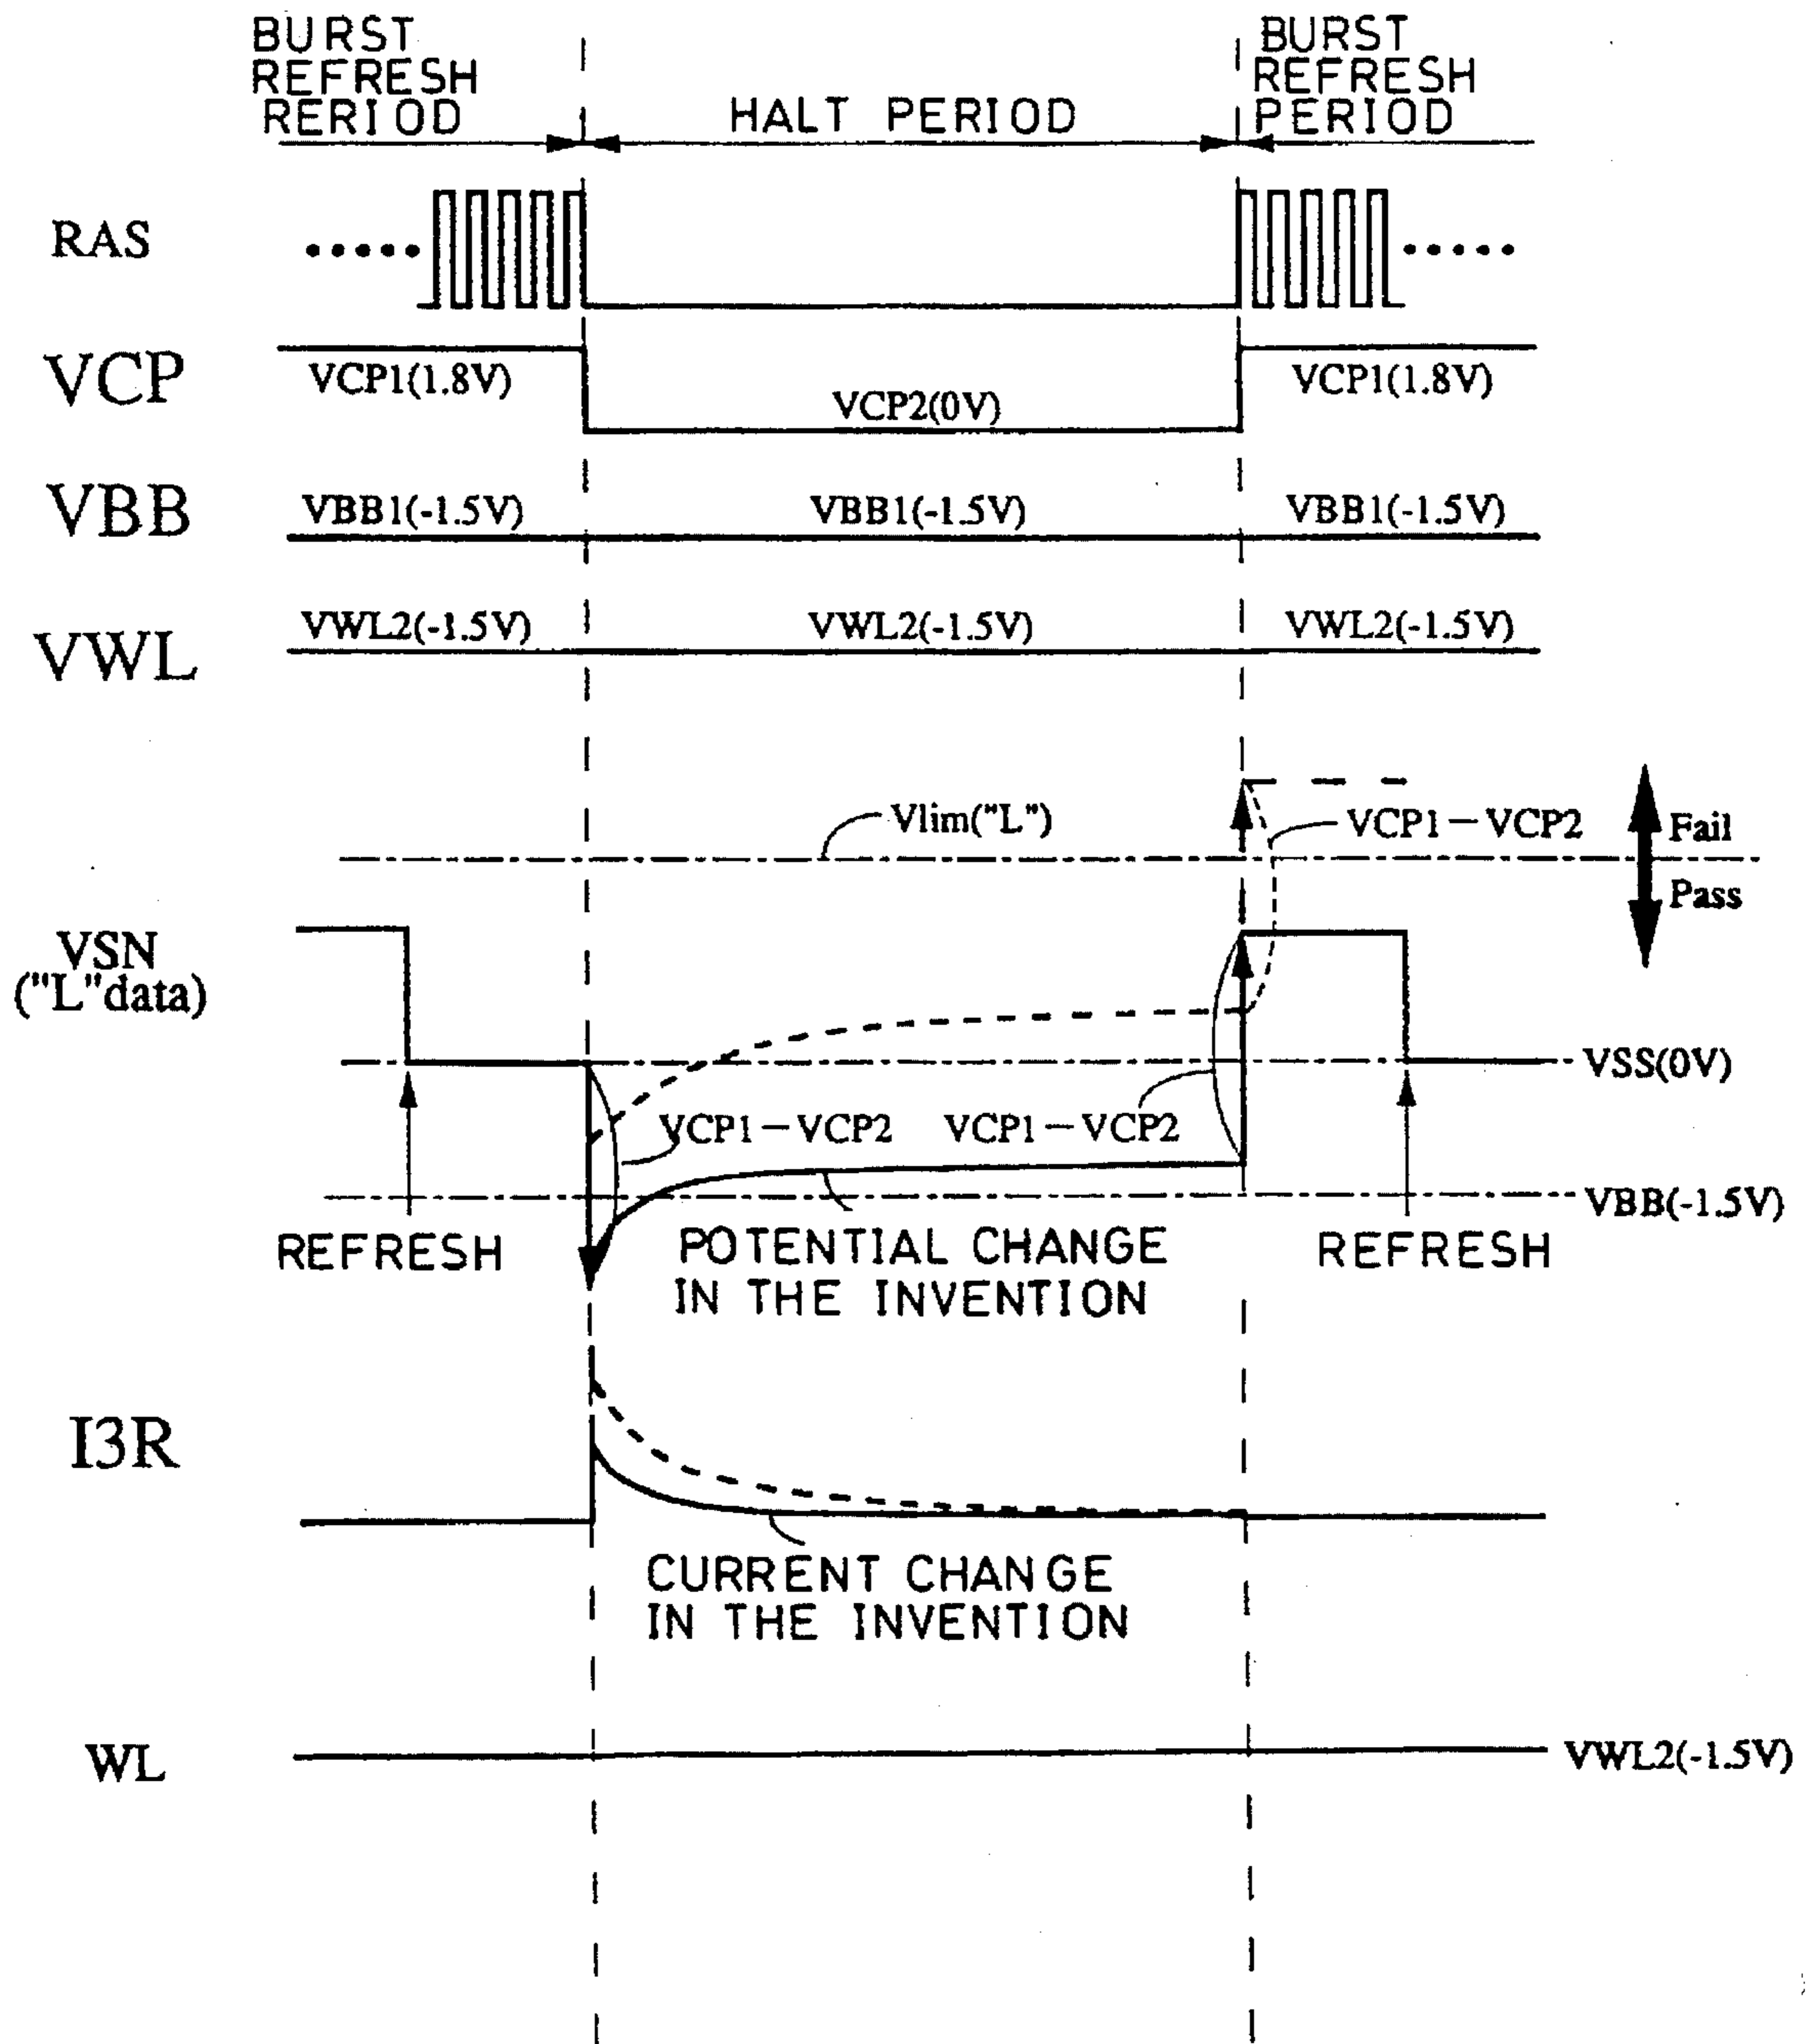 BURST
REFRESH
RERIOD
HALT PERIOD
BURST
REFRESH
PERIOD
RAS
VCP
VCP1(1.8V)
VCP2(0V)
VCP1(1.8V)
VBB
VBB1(-1.5V)
VBB1(-1.5V)
VBB1(-1.5V)
VWL
VWL2(-1.5V)
VWL2(-1.5V)
VWL2(-1.5V)
Vlim("L")
VCP1-VCP2
Fail
Pass
VSN
("L"data)
VSS(0V)
VCP1-VCP2
VCP1-VCP2
VBB(-1.5V)
REFRESH
POTENTIAL CHANGE
IN THE INVENTION
REFRESH
I3R
CURRENT CHANGE
IN THE INVENTION
WL
VWL2(-1.5V)